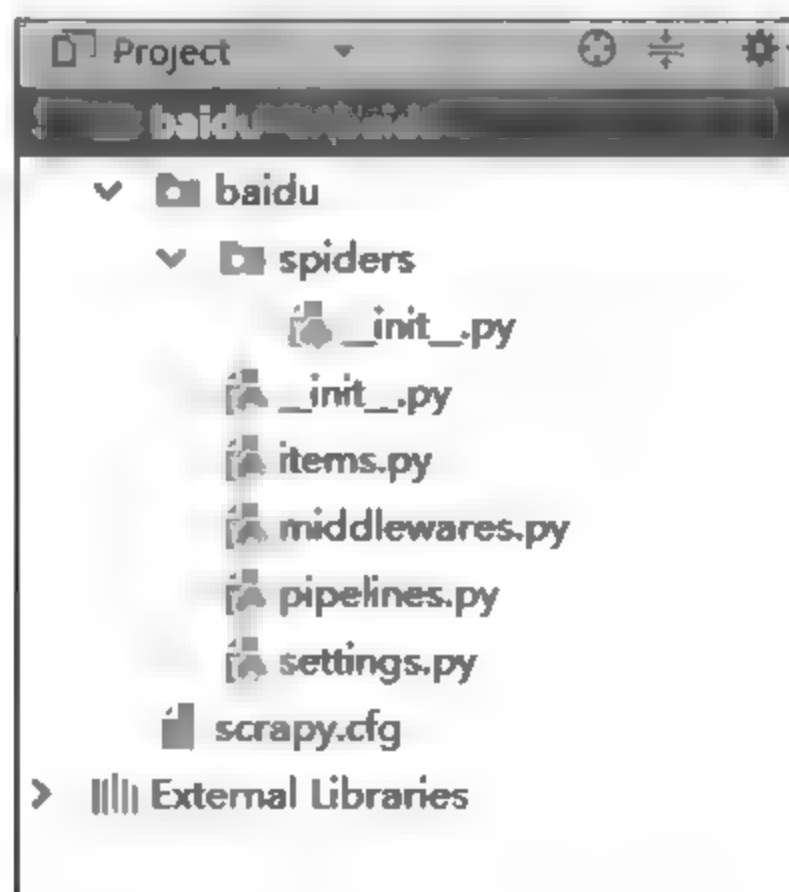 Project
baidu
baidu
spiders
__init__.py
__init__.py
items.py
middlewares.py
pipelines.py
settings.py
scrapy.cfg
External Libraries